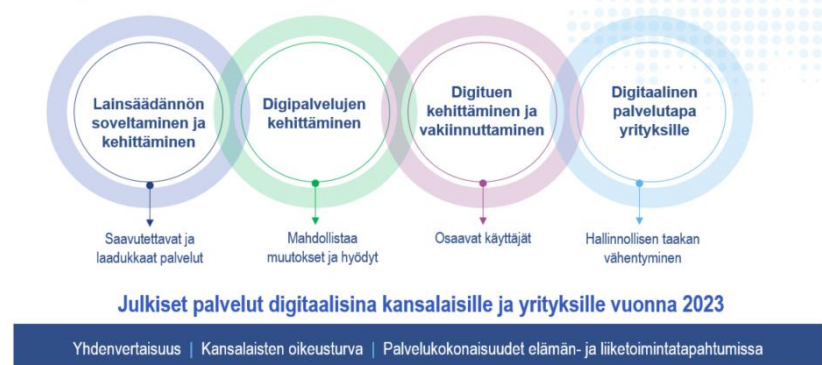 Lainsäädännön
soveltaminen ja
kehittäminen
Digipalvelujen
kehittäminen
Digituen
kehittäminen ja
vakiinnuttaminen
Digitaalinen
palvelutapa
yrityksille
Saavutettavat ja
laadukkaat palvelut
Mahdollistaa
muutokset ja hyödyt
Osaavat käyttäjät
Hallinnollisen taakan
vähentyminen
Julkiset palvelut digitaalisina kansalaisille ja yrityksille vuonna 2023
Yhdenvertaisuus | Kansalaisten oikeusturva | Palvelukokonaisuudet elämän- ja liiketoimintatapahtumissa